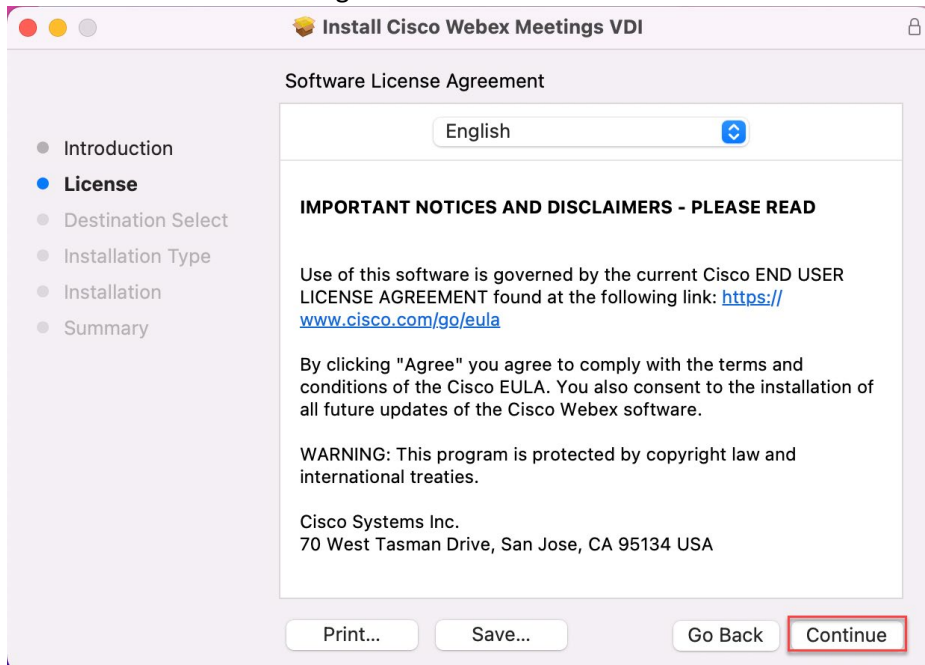 Install Cisco Webex Meetings VDI
Software License Agreement
English
Introduction
License
Destination Select
Installation Type
Installation
Summary
IMPORTANT NOTICES AND DISCLAIMERS - PLEASE READ
Use of this software is governed by the current Cisco END USER
LICENSE AGREEMENT found at the following link: https://
www.cisco.com/go/eula
By clicking "Agree" you agree to comply with the terms and
conditions of the Cisco EULA. You also consent to the installation of
all future updates of the Cisco Webex software.
WARNING: This program is protected by copyright law and
international treaties.
Cisco Systems Inc.
70 West Tasman Drive, San Jose, CA 95134 USA
Print...
Save...
Go Back
Continue